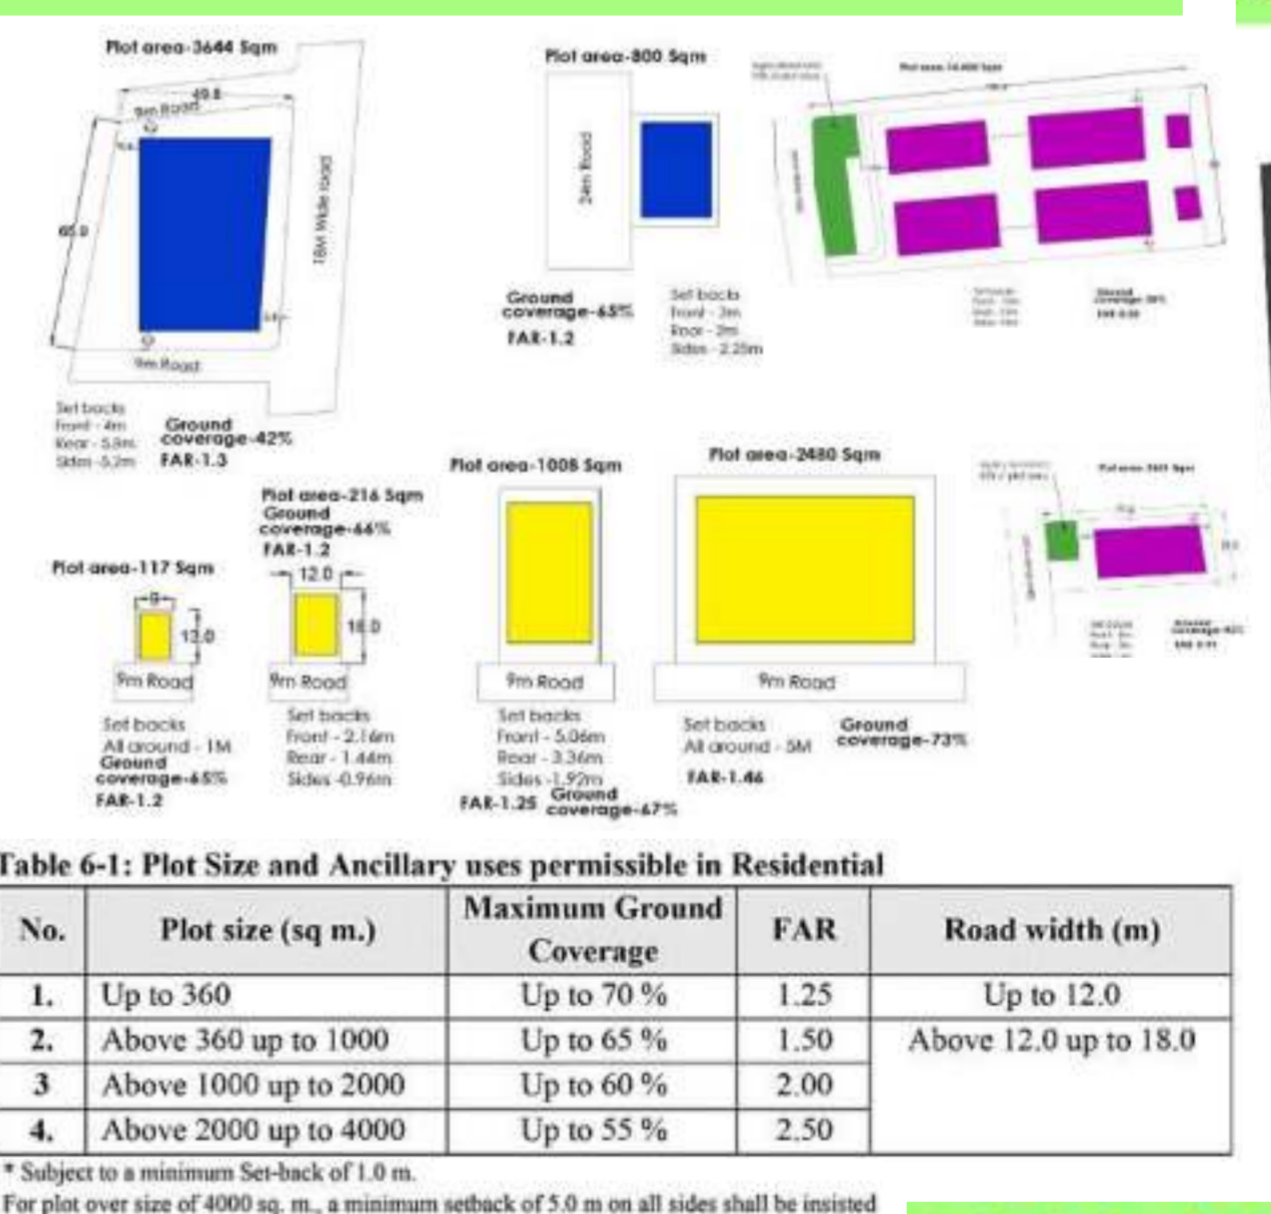 Plot area-3644 Sqm
49.8
9m Road
65.9
18M Wide road
9m Road
Set backs
Front - 4m
Rear - 5.8m
Sides -5.2m
Ground
coverage-42%
FAR-1.3
Plot area-800 Sqm
24m Road
Ground
coverage-65%
FAR-1.2
Set backs
Front - 3m
Rear - 2m
Sides - 2.25m
Plot area-117 Sqm
9
12.0
9m Road
Set backs
All around - 1M
Ground
coverage-65%
FAR-1.2
Plot area-216 Sqm
Ground
coverage-66%
FAR-1.2
12.0
18.0
9m Road
Set backs
Front - 2.16m
Rear - 1.44m
Sides -0.96m
Plot area-1008 Sqm
9m Road
Set backs
Front - 5.06m
Rear - 3.36m
Sides -1.92m
FAR-1.25
Ground
coverage-67%
Plot area-2480 Sqm
9m Road
Set backs
All around - 5M
Ground
coverage-73%
FAR-1.46
Table 6-1: Plot Size and Ancillary uses permissible in Residential
No. Plot size (sq m.) Maximum Ground Coverage FAR Road width (m)
1. Up to 360 Up to 70 % 1.25 Up to 12.0
2. Above 360 up to 1000 Up to 65 % 1.50 Above 12.0 up to 18.0
3 Above 1000 up to 2000 Up to 60 % 2.00
4. Above 2000 up to 4000 Up to 55 % 2.50
* Subject to a minimum Set-back of 1.0 m.
For plot over size of 4000 sq. m., a minimum setback of 5.0 m on all sides shall be insisted